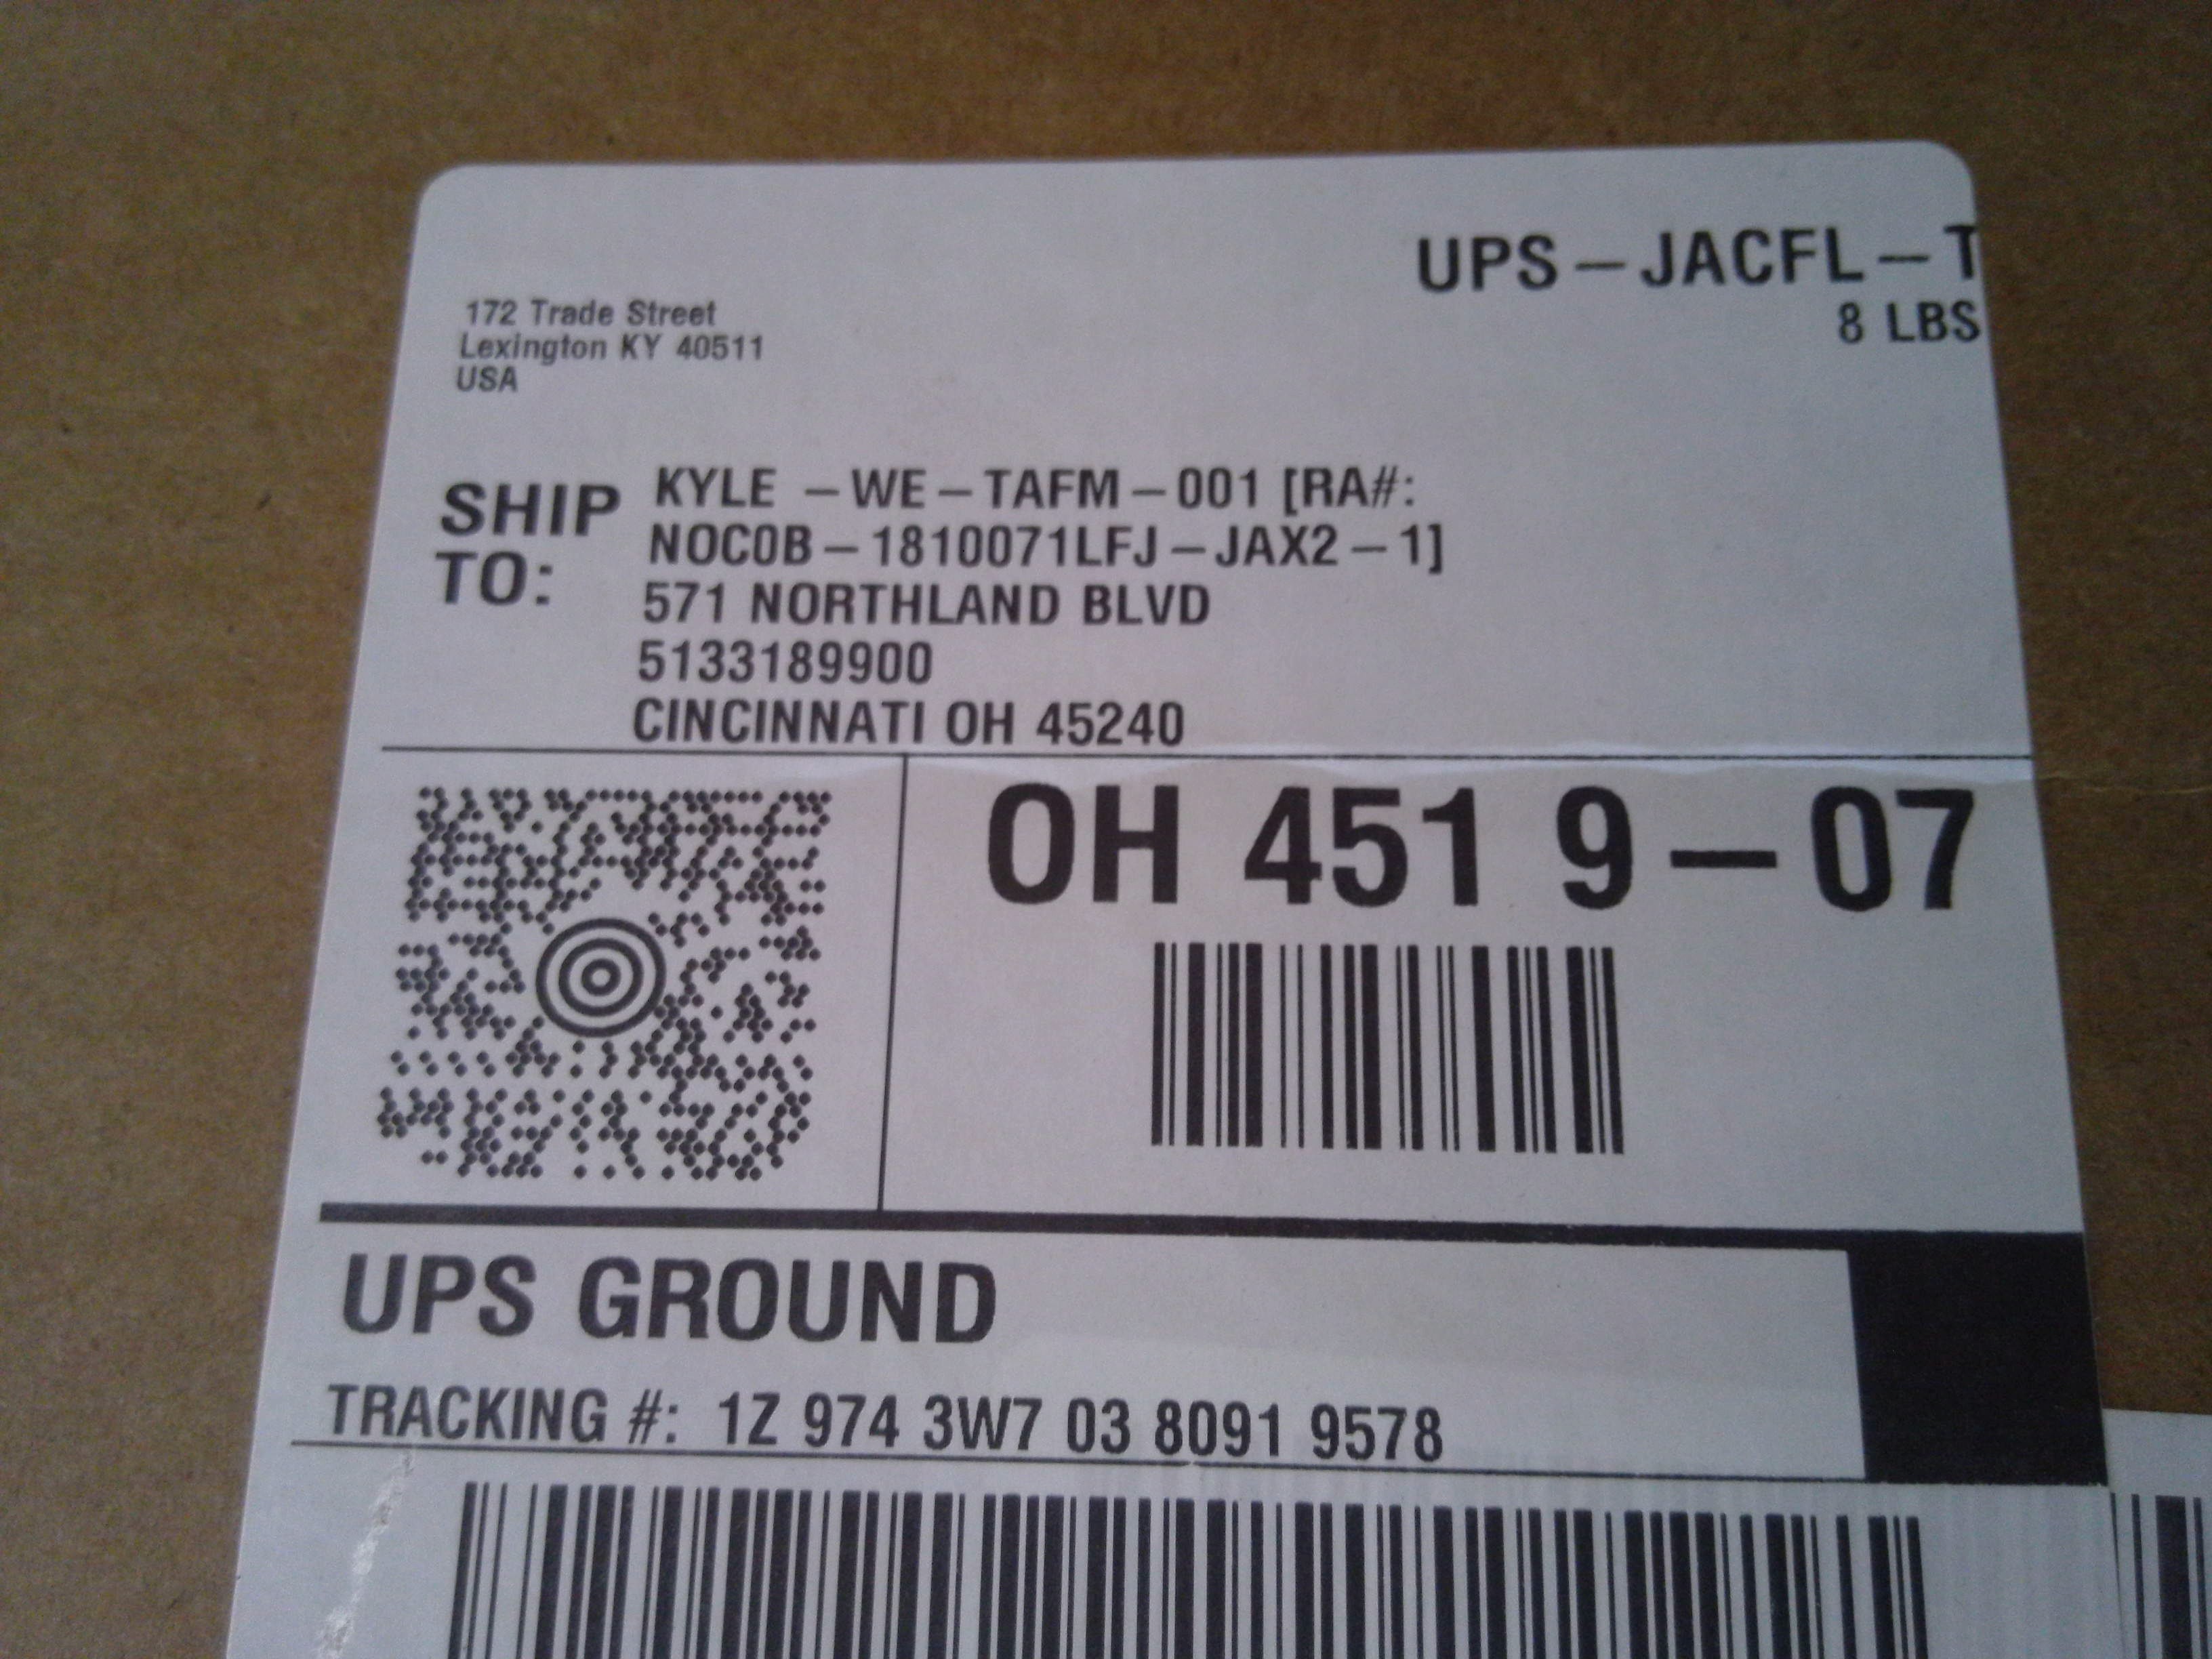 UPS-JACFL-T
8 LBS
172 Trade Street
Lexington KY 40511
USA
SHIP TO:
KYLE -WE-TAFM-001 [RA#:
NOC0B-1810071LFJ-JAX2-1]
571 NORTHLAND BLVD
5133189900
CINCINNATI OH 45240
OH 451 9-07
UPS GROUND
TRACKING #: 1Z 974 3W7 03 8091 9578